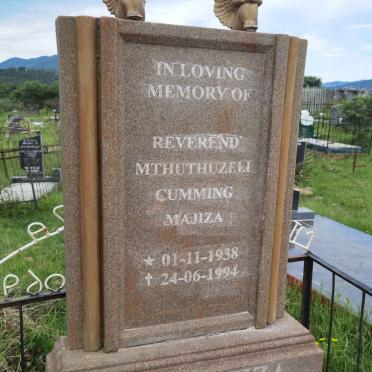 IN LOVING
MEMORY OF
REVEREND
MTHUTHUZELI
CUMMING
MAJIZA
★ 01-11-1938
✝ 24-06-1994